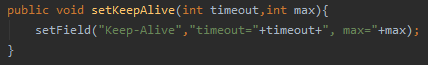 public void setKeepAlive(int timeout,int max){
    setField("Keep-Alive","timeout="+timeout+", max="+max);
}